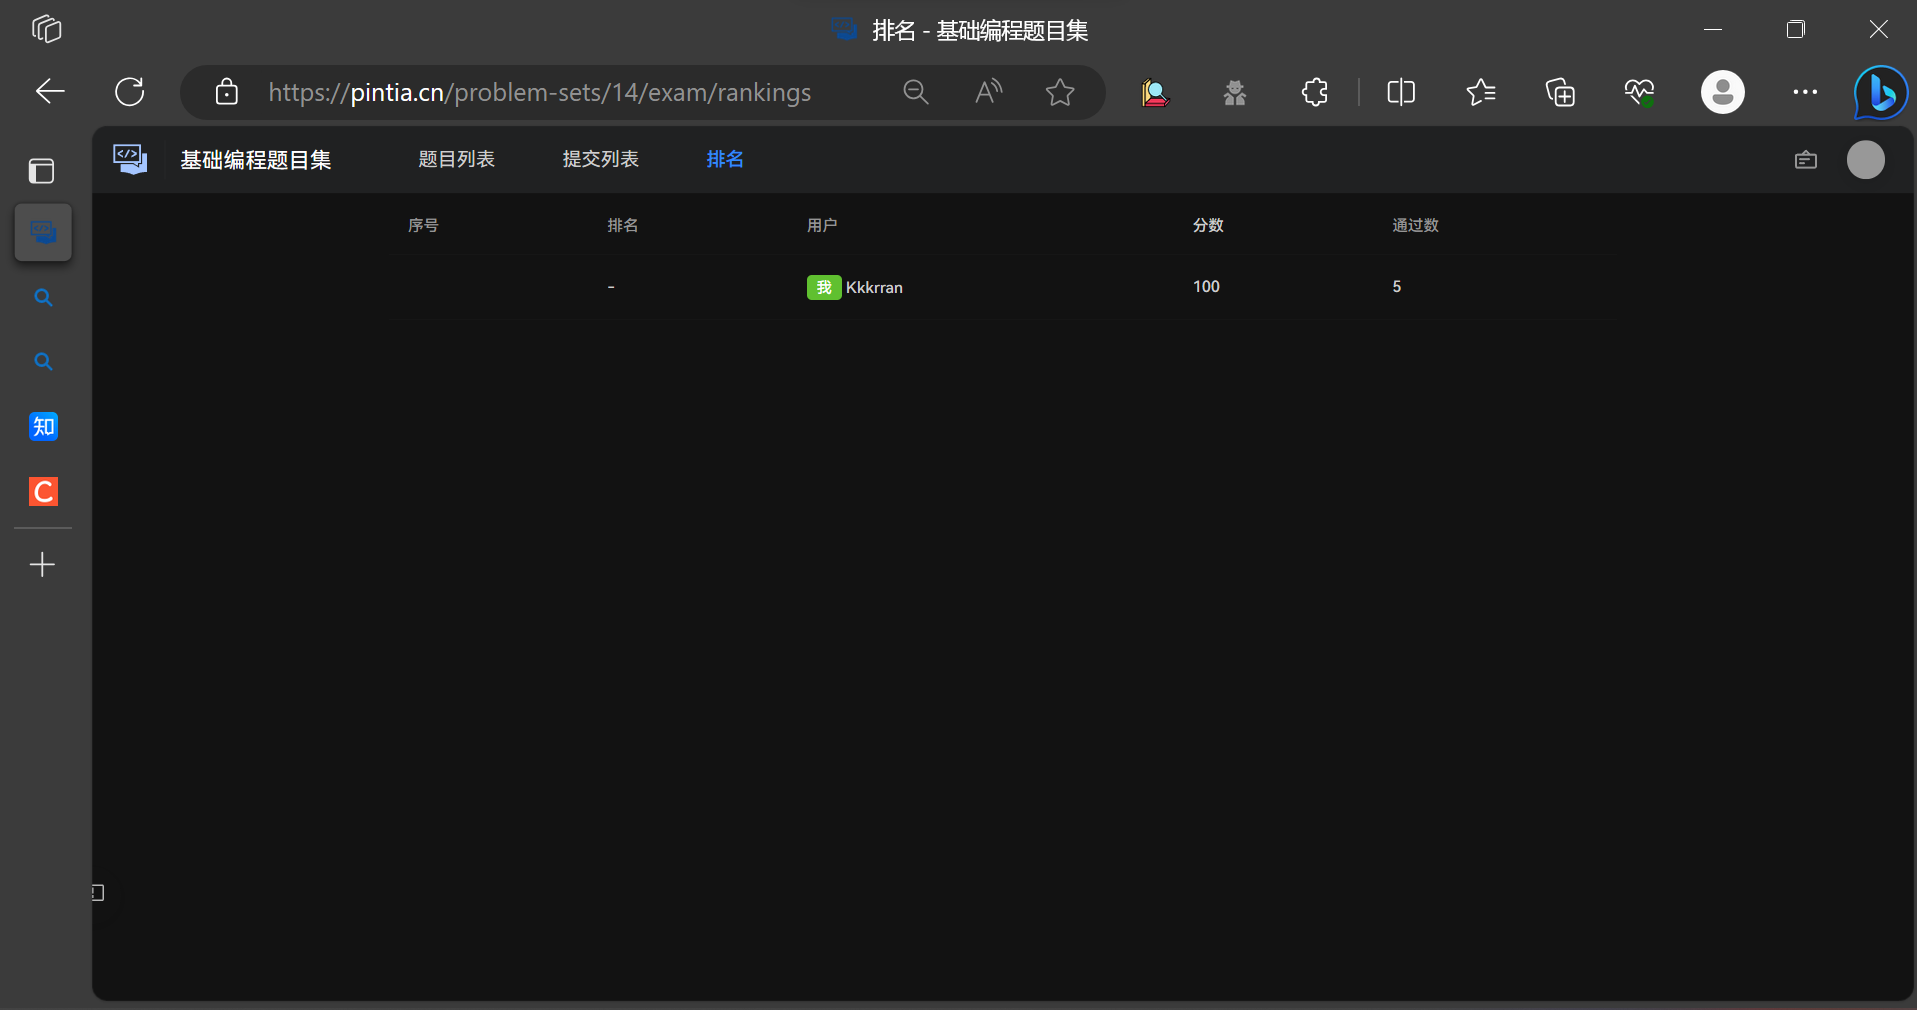 排名 - 基础编程题目集
https://pintia.cn/problem-sets/14/exam/rankings
基础编程题目集 题目列表 提交列表 排名
序号 排名 用户 分数 通过数
- 我 Kkkrran 100 5
知
C